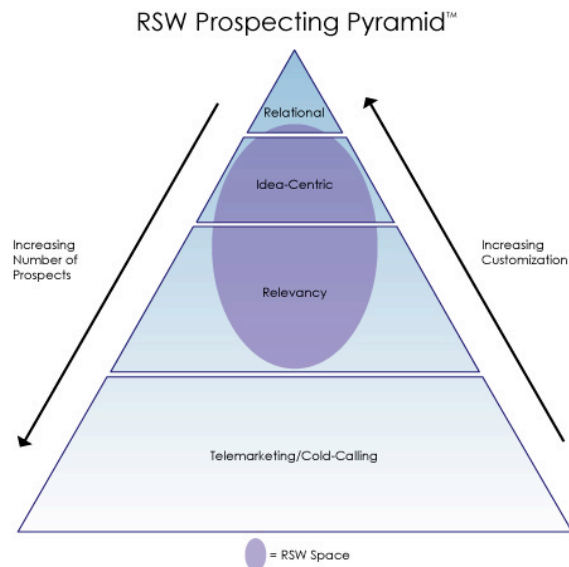 RSW Prospecting Pyramid™
Relational
Idea-Centric
Increasing
Number of
Prospects
Increasing
Customization
Relevancy
Telemarketing/Cold-Calling
= RSW Space